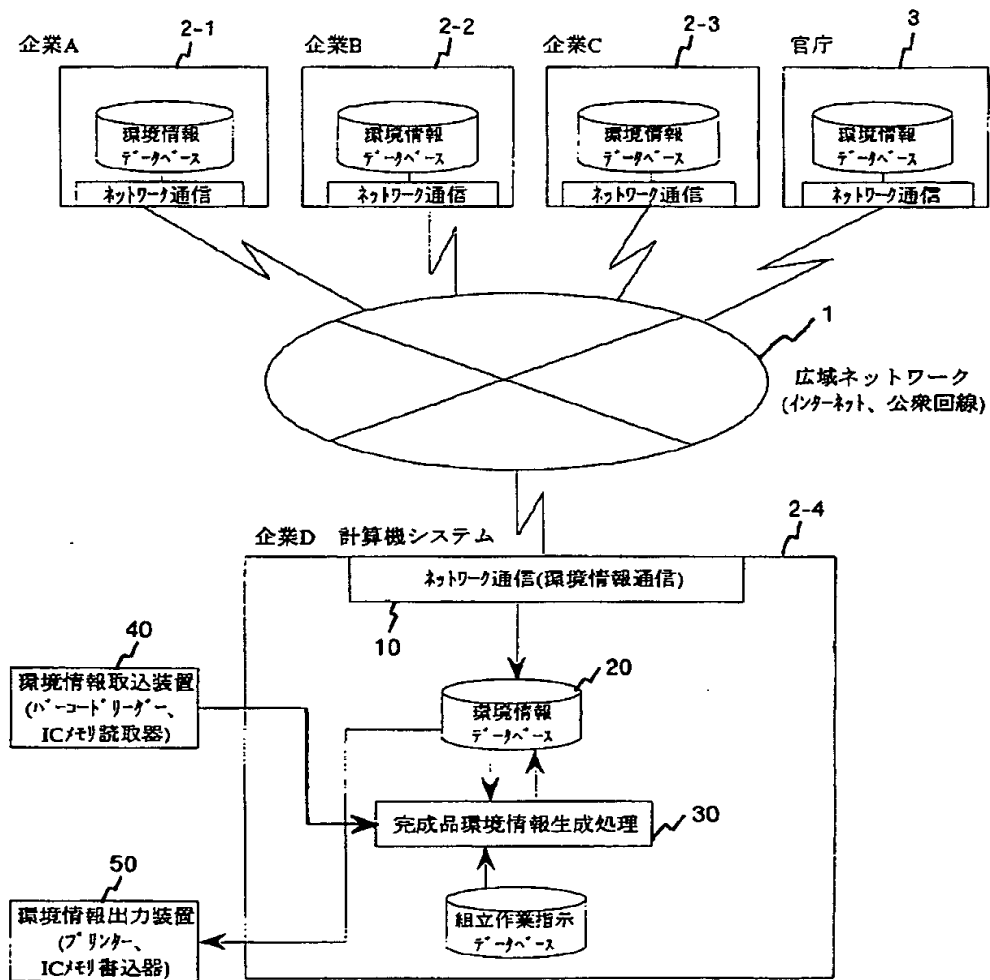 企業A
2-1
企業B
2-2
企業C
2-3
官庁
3
環境情報
データベース
ネットワーク通信
環境情報
データベース
ネットワーク通信
環境情報
データベース
ネットワーク通信
環境情報
データベース
ネットワーク通信
1
広域ネットワーク
(インターネット、公衆回線)
企業D 計算機システム
2-4
ネットワーク通信(環境情報通信)
10
40
環境情報取込装置
(バーコードリーダー、
ICメモリ読取器)
20
環境情報
データベース
完成品環境情報生成処理
30
50
環境情報出力装置
(プリンター、
ICメモリ書込器)
組立作業指示
データベース